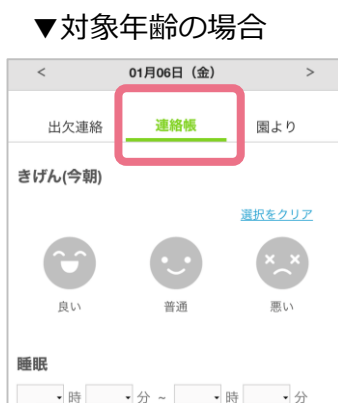 ▼対象年齢の場合
< 01月06日（金） >
出欠連絡 連絡帳 園より
きげん(今朝)
選択をクリア
良い 普通 悪い
睡眠
時 分 ~ 時 分